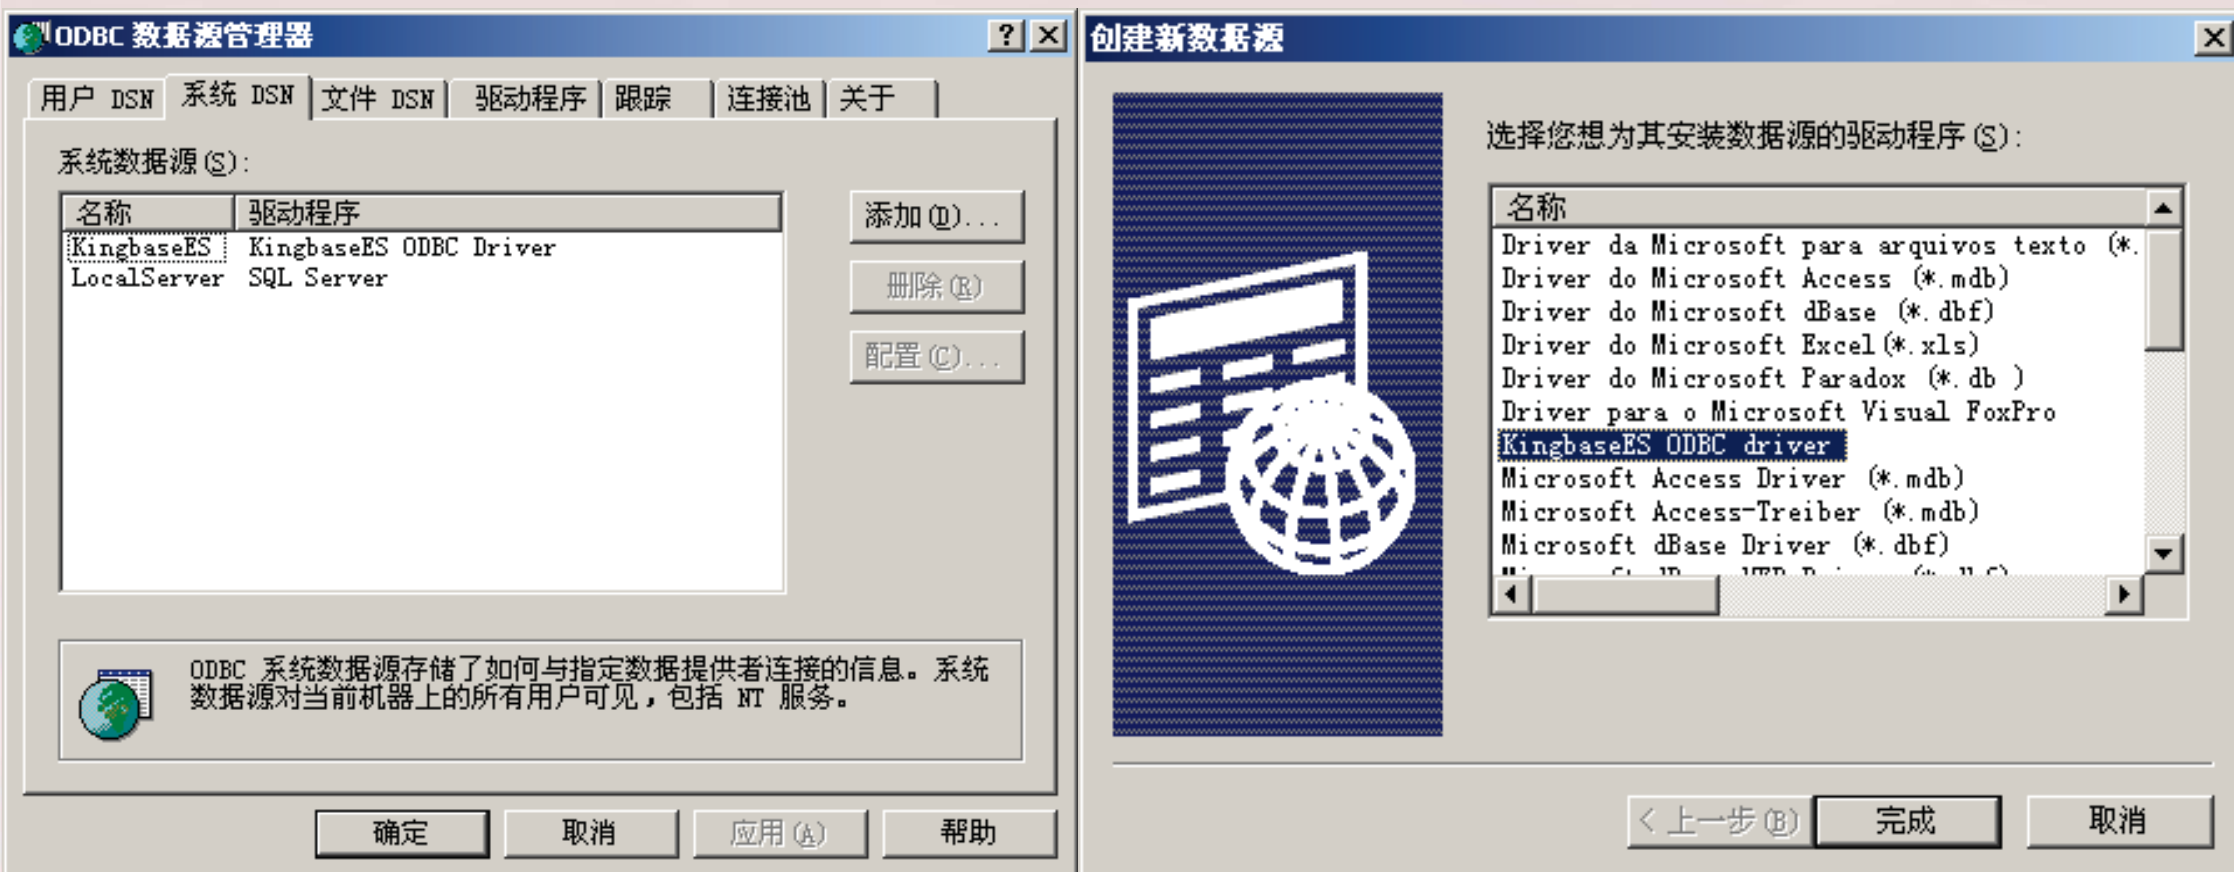 ODBC 数据源管理器
用户 DSN
系统 DSN
文件 DSN
驱动程序
跟踪
连接池
关于
系统数据源(S):
名称 驱动程序
KingbaseES KingbaseES ODBC Driver
LocalServer SQL Server
添加(D)...
删除(R)
配置(C)...
ODBC 系统数据源存储了如何与指定数据提供者连接的信息。系统
数据源对当前机器上的所有用户可见，包括 NT 服务。
确定
取消
应用(A)
帮助
创建新数据源
选择您想为其安装数据源的驱动程序(S):
名称
Driver da Microsoft para arquivos texto (*.
Driver do Microsoft Access (*.mdb)
Driver do Microsoft dBase (*.dbf)
Driver do Microsoft Excel(*.xls)
Driver do Microsoft Paradox (*.db )
Driver para o Microsoft Visual FoxPro
KingbaseES ODBC driver
Microsoft Access Driver (*.mdb)
Microsoft Access-Treiber (*.mdb)
Microsoft dBase Driver (*.dbf)
< 上一步(B)
完成
取消